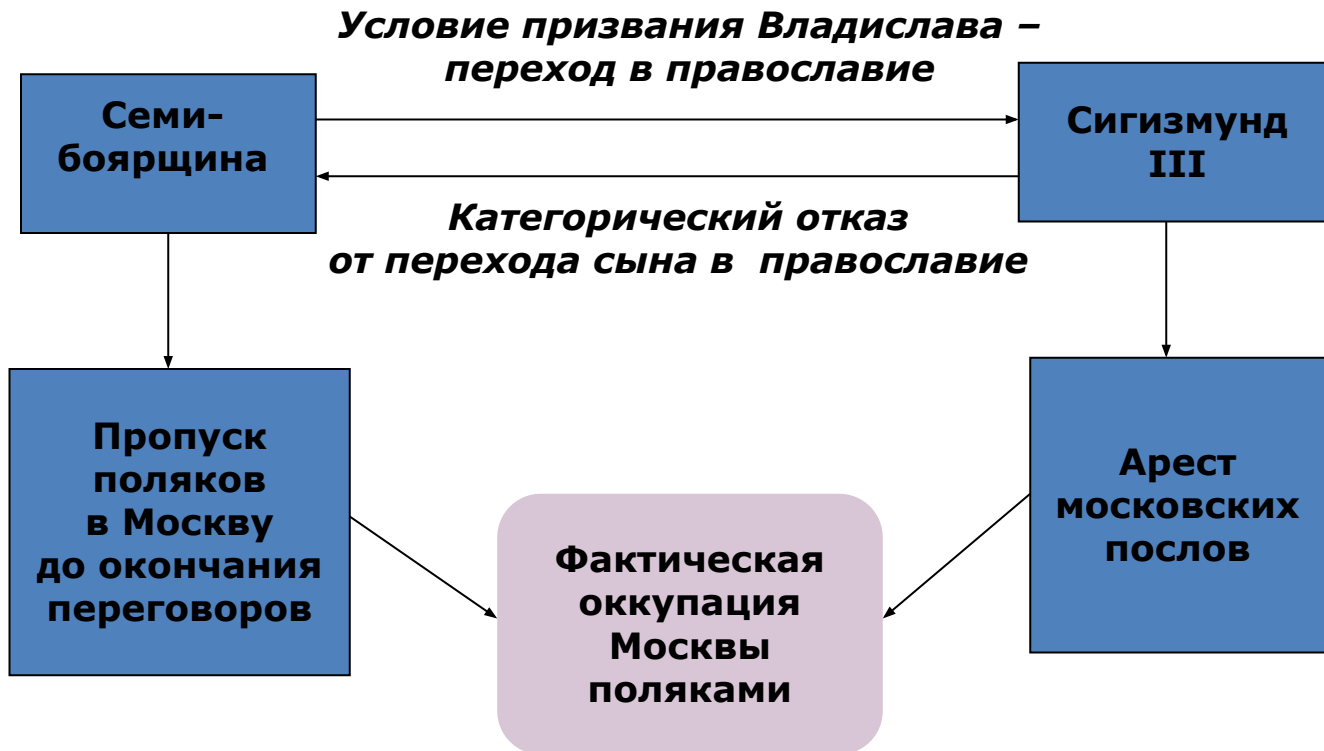 Условие призвания Владислава –
переход в православие
Семи-
боярщина
Сигизмунд
III
Категорический отказ
от перехода сына в  православие
Пропуск
поляков
в Москву
до окончания
переговоров
Арест
московских
послов
Фактическая
оккупация
Москвы
поляками